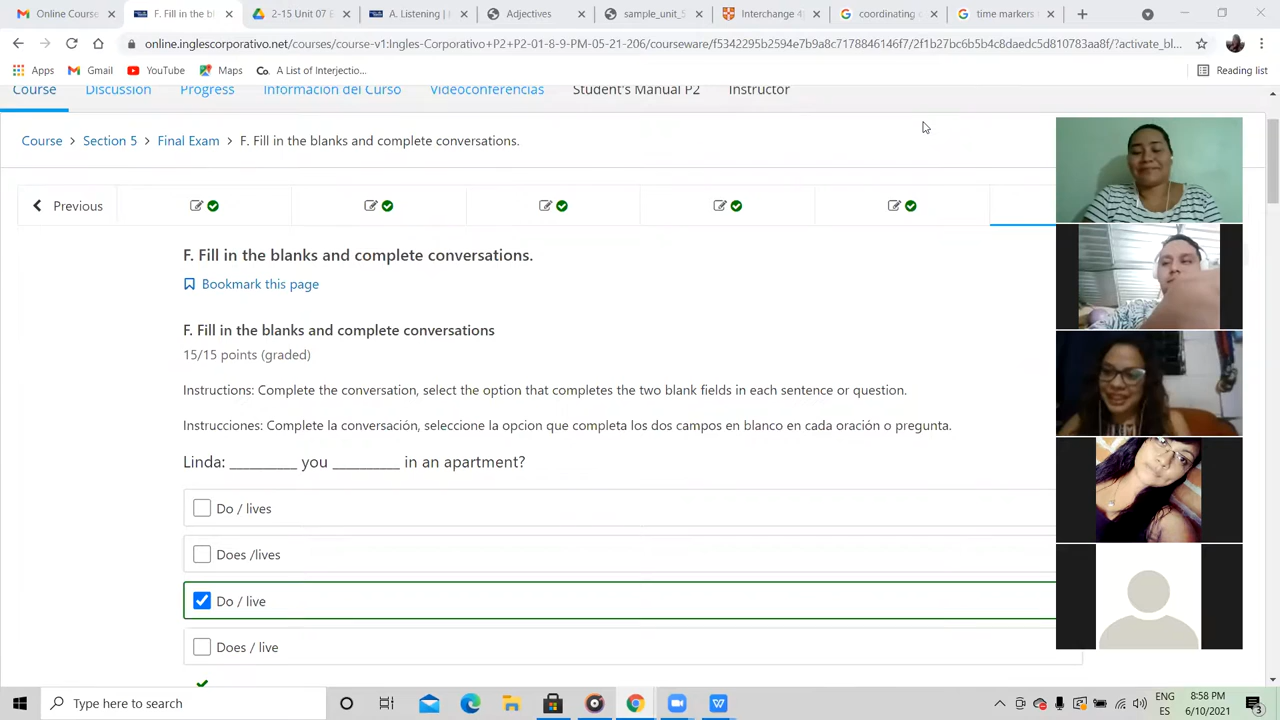 Online Course
F. Fill in the bl
2-15 Unit 07 E
A. Listening |
Adjectives
sample_unit_5
Interchange 4
coordinating c
time markers
online.inglescorporativo.net/courses/course-v1:Ingles-Corporativo+P2+P2-01-8-9-PM-05-21-206/courseware/f5342295b2594e7b9a8c7178846146f7/2f1b27bc6b5b4c8daedc5d810783aa8f/?activate_bl...
Apps
Gmail
YouTube
Maps
Co.
A List of Interjectio...
Reading list
Course
Discussion
Progress
Información del Curso
Videoconferencias
Student's Manual P2
Instructor
Course > Section 5 > Final Exam > F. Fill in the blanks and complete conversations.
Previous
F. Fill in the blanks and complete conversations.
Bookmark this page
F. Fill in the blanks and complete conversations
15/15 points (graded)
Instructions: Complete the conversation, select the option that completes the two blank fields in each sentence or question.
Instrucciones: Complete la conversación, seleccione la opcion que completa los dos campos en blanco en cada oración o pregunta.
Linda: _________ you _________ in an apartment?
Do / lives
Does /lives
Do / live
Does / live
Type here to search
ENG
ES
8:58 PM
6/10/2021
3